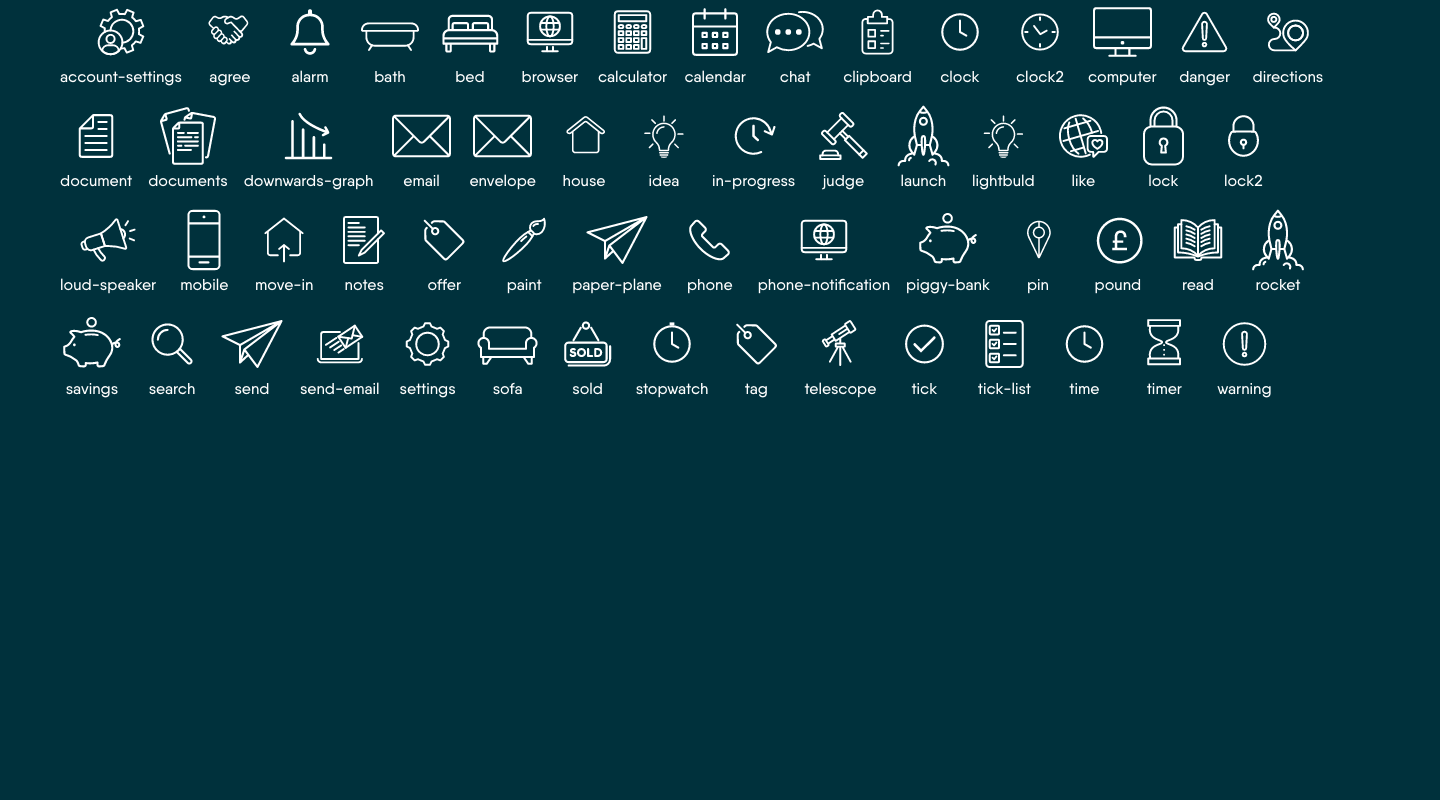 account-settings agree alarm bath bed browser calculator calendar chat clipboard clock clock2 computer danger directions
document documents downwards-graph email envelope house idea in-progress judge launch lightbuld like lock lock2
£
loud-speaker mobile move-in notes offer paint paper-plane phone phone-notification piggy-bank pin pound read rocket
SOLD
savings search send send-email settings sofa sold stopwatch tag telescope tick tick-list time timer warning